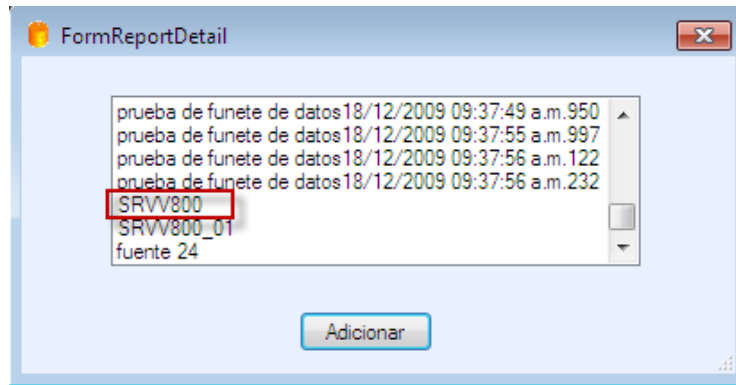 FormReportDetail
prueba de funete de datos18/12/2009 09:37:49 a.m.950
prueba de funete de datos18/12/2009 09:37:55 a.m.997
prueba de funete de datos18/12/2009 09:37:56 a.m.122
prueba de funete de datos18/12/2009 09:37:56 a.m.232
SRVV800
SRVV800_01
fuente 24
Adicionar